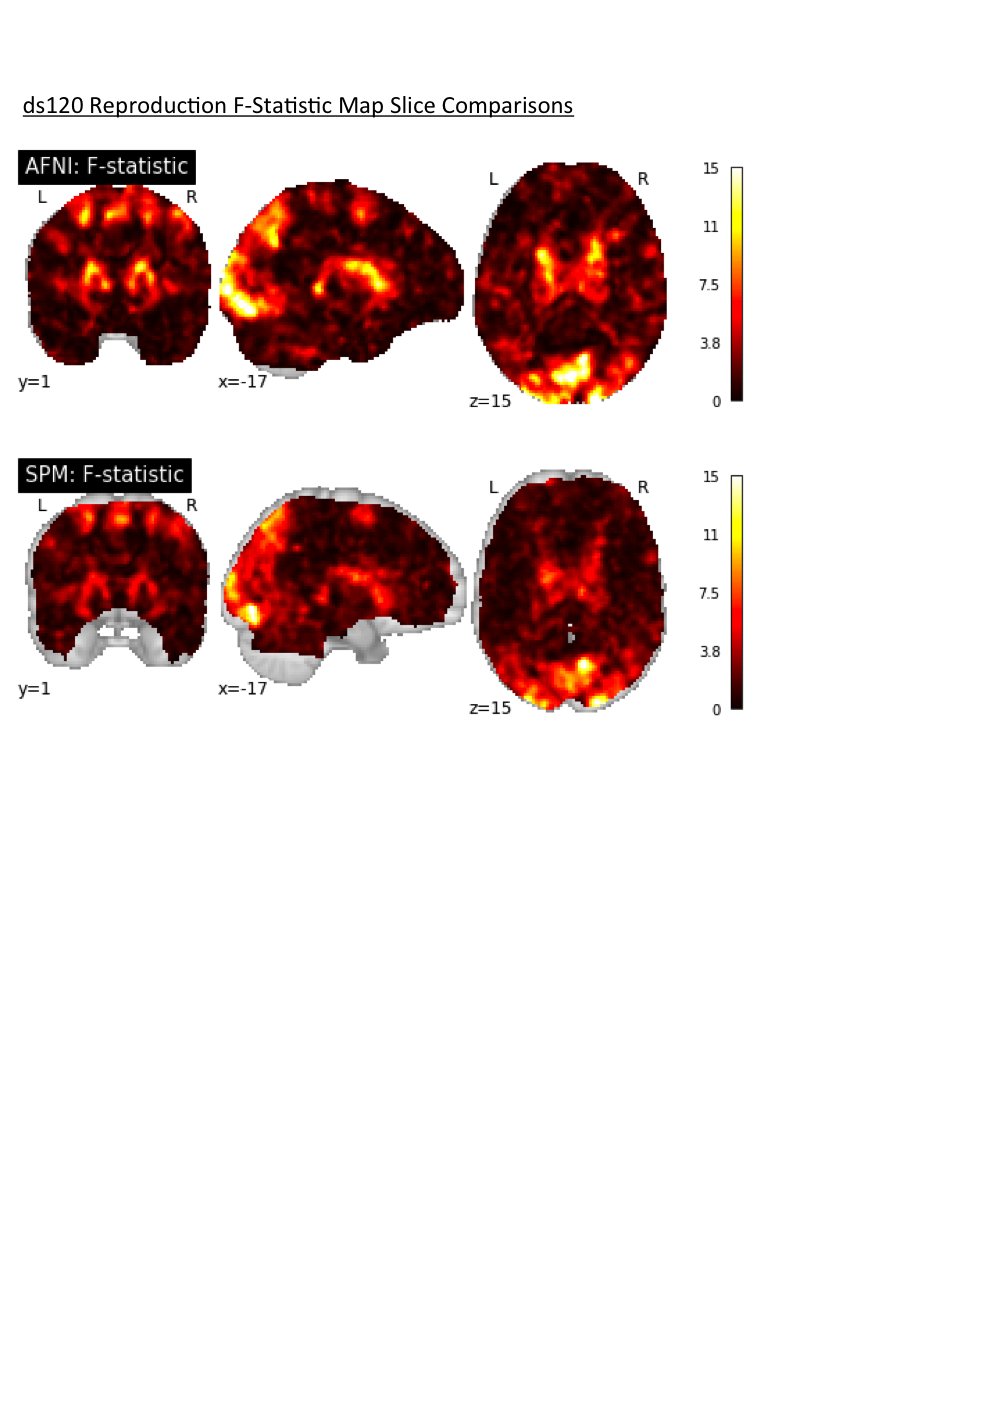 ds120 Reproduction F-Statistic Map Slice Comparisons
AFNI: F-statistic
L R L R
y=1 x=-17 z=15
15
11
7.5
3.8
0
SPM: F-statistic
L R L R
y=1 x=-17 z=15
15
11
7.5
3.8
0